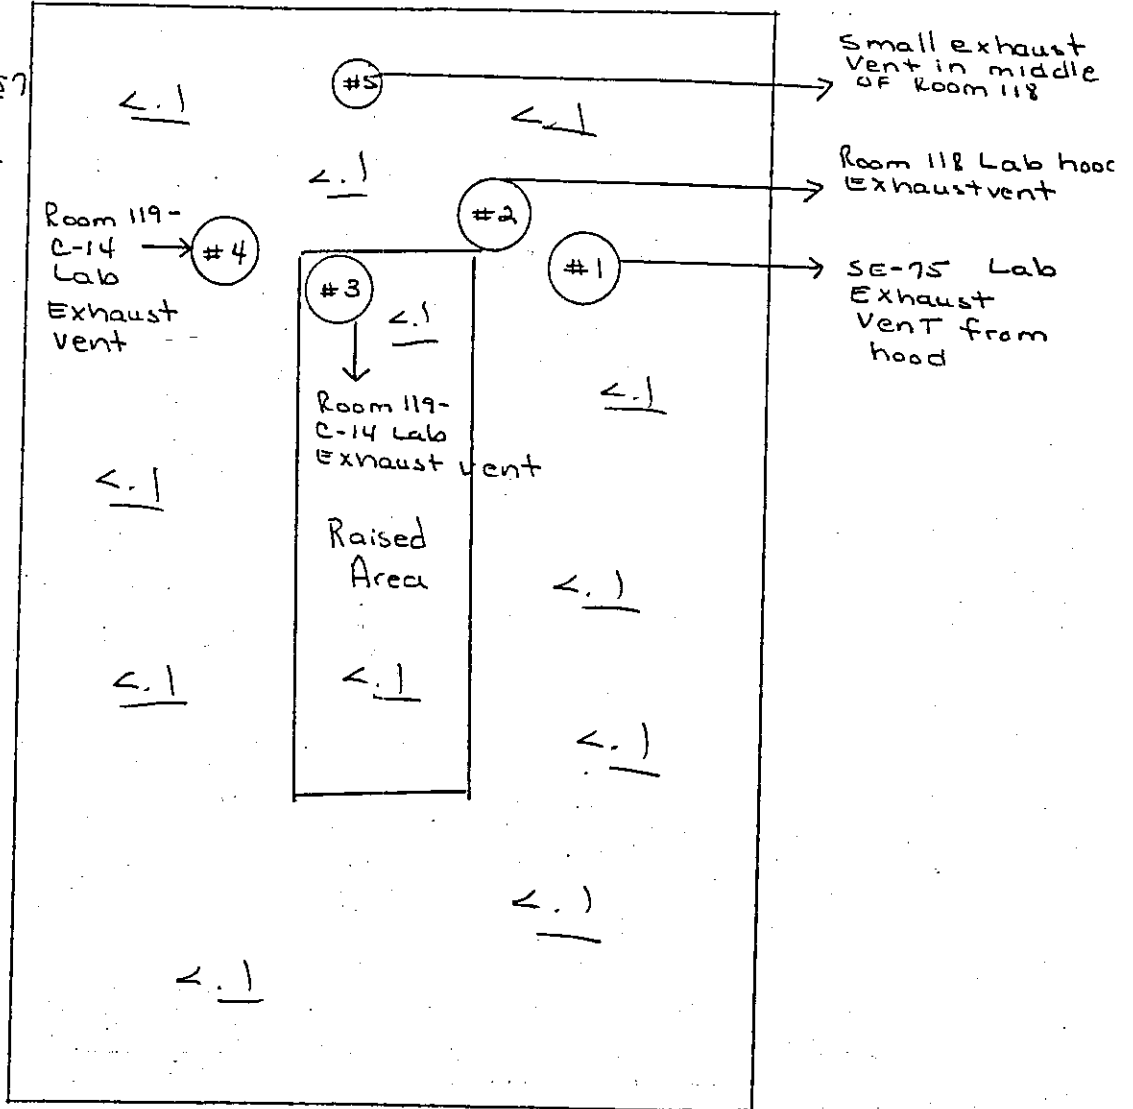 Small exhaust
Vent in middle
OF Room 118
#5
<.1
<.1
<.1
Room 118 Lab hood
Exhaust vent
#2
Room 119-
C-14
Lab
Exhaust
vent
#4
#1
SE-75 Lab
Exhaust
VenT from
hood
#3
<.1
<.1
Room 119-
C-14 Lab
Exhaust vent
<.1
Raised
Area
<.1
<.1
<.1
<.1
<.1
<.1